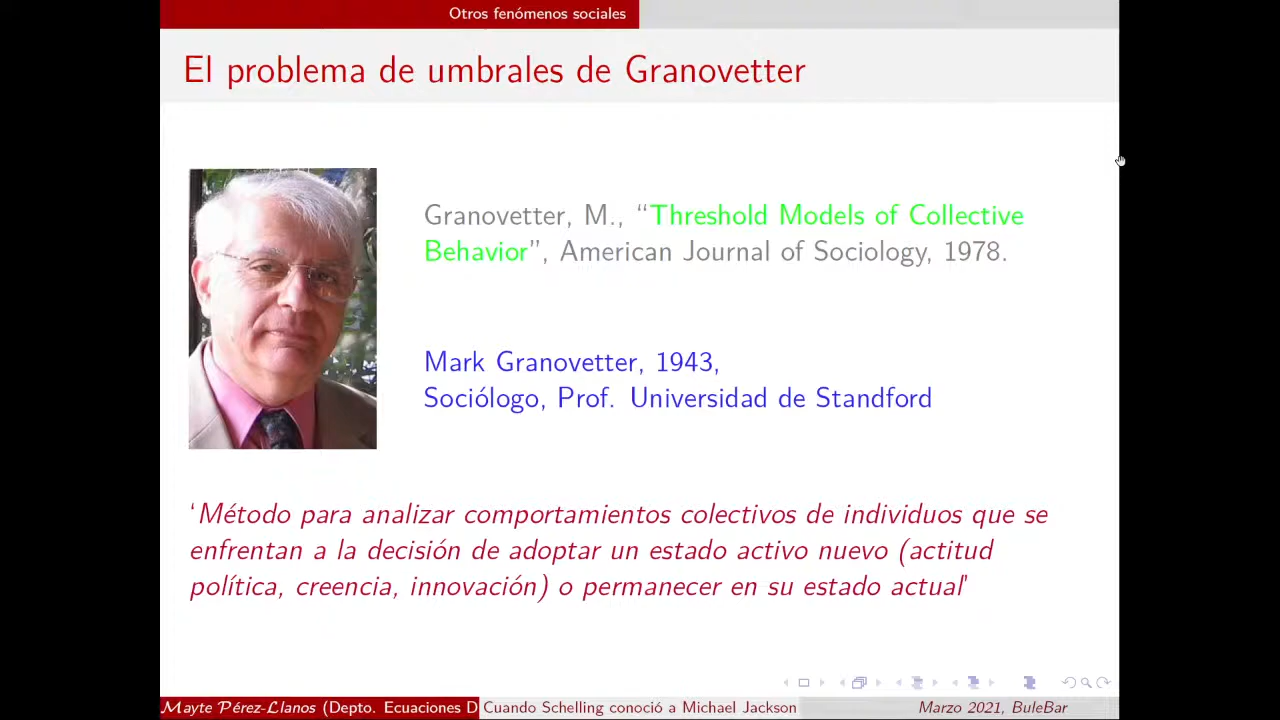 Otros fenómenos sociales
El problema de umbrales de Granovetter
Granovetter, M., “Threshold Models of Collective
Behavior”, American Journal of Sociology, 1978.
Mark Granovetter, 1943,
Sociólogo, Prof. Universidad de Standford
‘Método para analizar comportamientos colectivos de individuos que se
enfrentan a la decisión de adoptar un estado activo nuevo (actitud
política, creencia, innovación) o permanecer en su estado actual’
Mayte Pérez-Llanos (Depto. Ecuaciones D Cuando Schelling conoció a Michael Jackson Marzo 2021, BuleBar